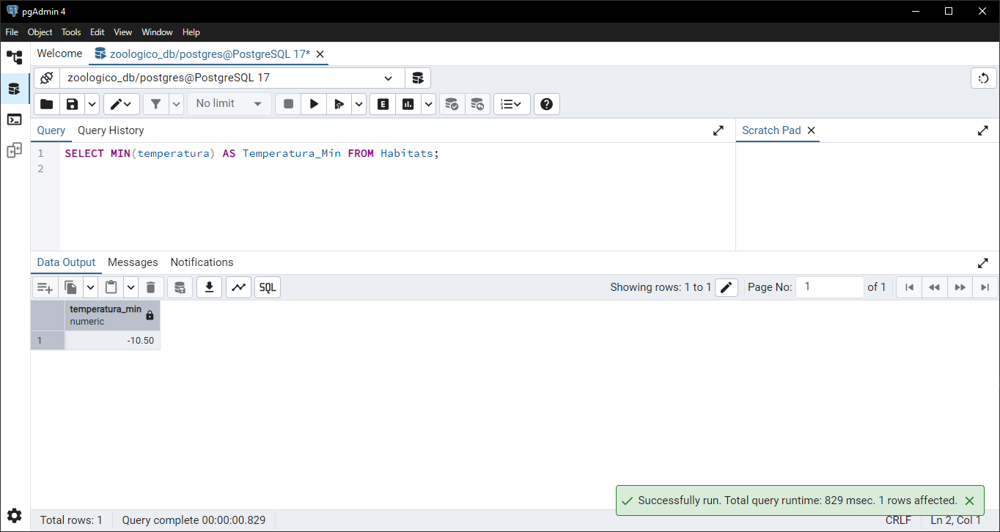 pgAdmin 4
File Object Tools Edit View Window Help
Welcome zoologico_db/postgres@PostgreSQL 17*
zoologico_db/postgres@PostgreSQL 17
No limit
E
Query Query History Scratch Pad
1 SELECT MIN(temperatura) AS Temperatura_Min FROM Habitats;
2
Data Output Messages Notifications
SQL Showing rows: 1 to 1 Page No: 1 of 1
temperatura_min
numeric
1 -10.50
Successfully run. Total query runtime: 829 msec. 1 rows affected.
Total rows: 1 Query complete 00:00:00.829 CRLF Ln 2, Col 1